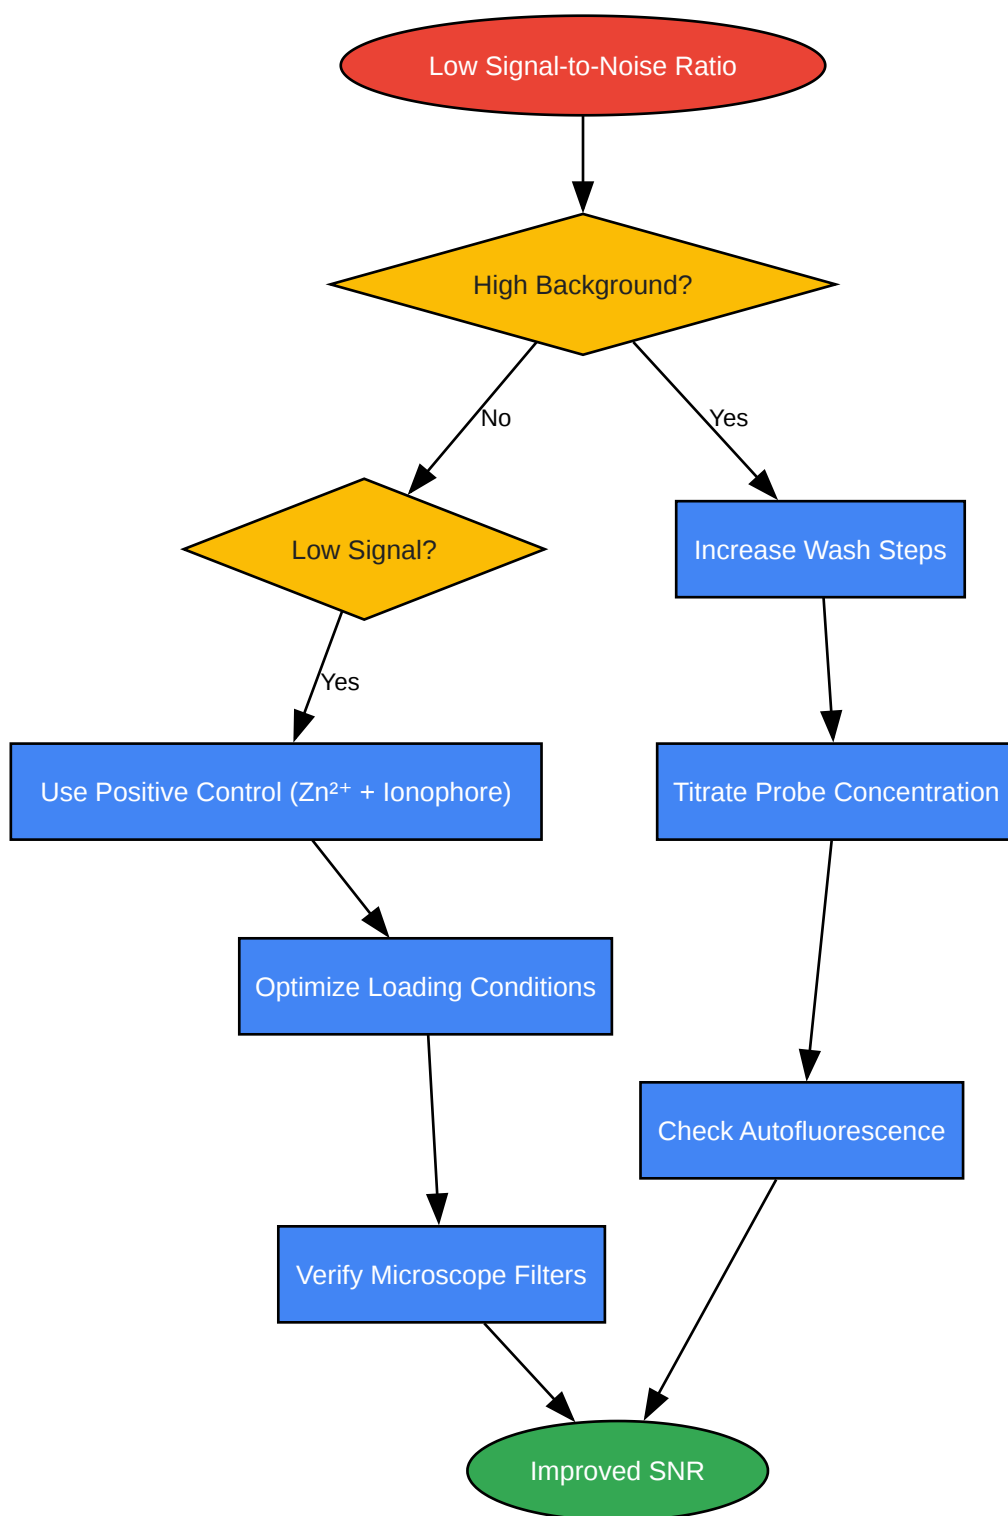 Low Signal-to-Noise Ratio
High Background?
No
Yes
Low Signal?
Increase Wash Steps
Yes
Use Positive Control (Zn²⁺ + Ionophore)
Titrate Probe Concentration
Optimize Loading Conditions
Check Autofluorescence
Verify Microscope Filters
Improved SNR